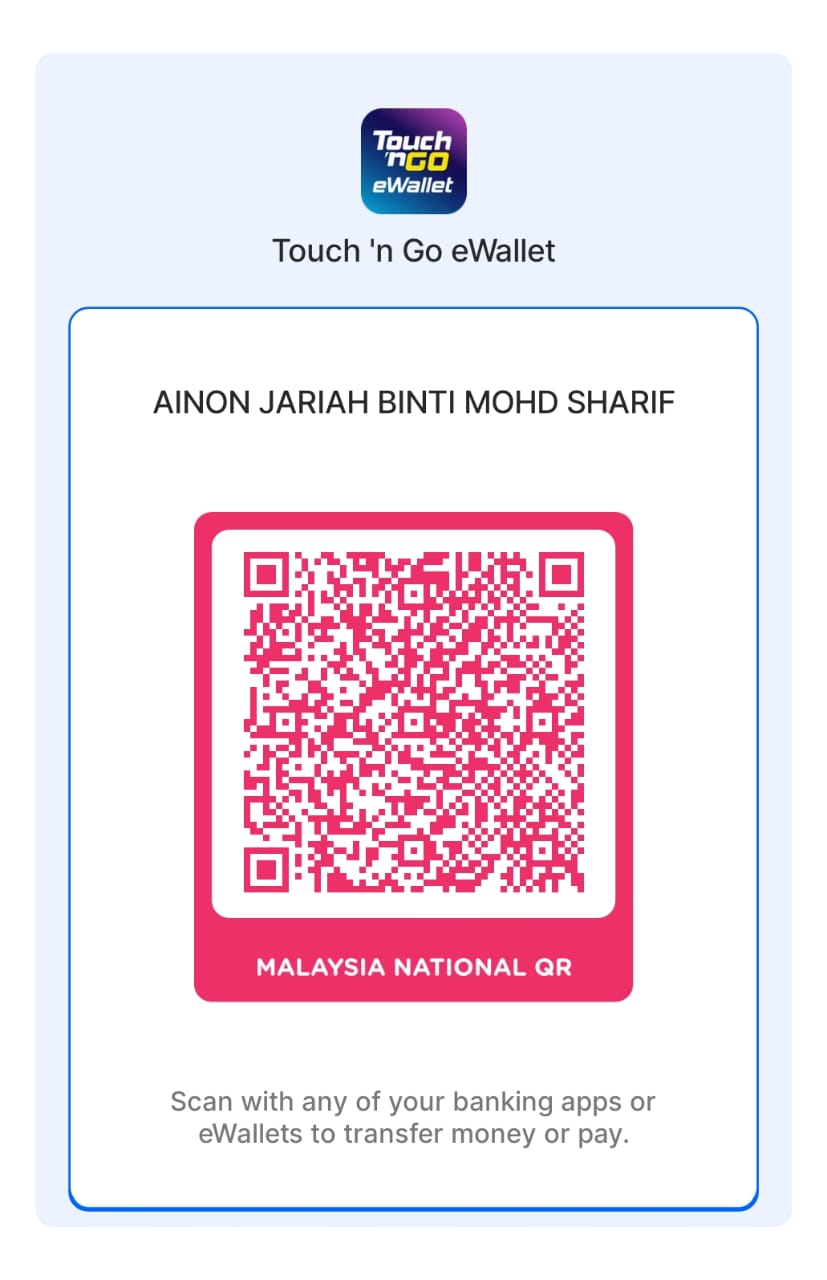 Touch
'nGO
eWallet
Touch 'n Go eWallet
AINON JARIAH BINTI MOHD SHARIF
MALAYSIA NATIONAL QR
Scan with any of your banking apps or
eWallets to transfer money or pay.